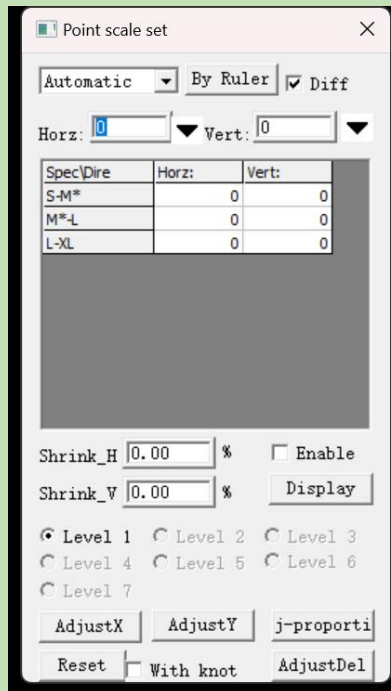 Point scale set
Automatic By Ruler Diff
Horz: 0 Vert: 0
Spec\Dire Horz: Vert:
S-M* 0 0
M*-L 0 0
L-XL 0 0
Shrink_H 0.00 % Enable
Shrink_V 0.00 % Display
Level 1 Level 2 Level 3
Level 4 Level 5 Level 6
Level 7
AdjustX AdjustY j-proporti
Reset With knot AdjustDel